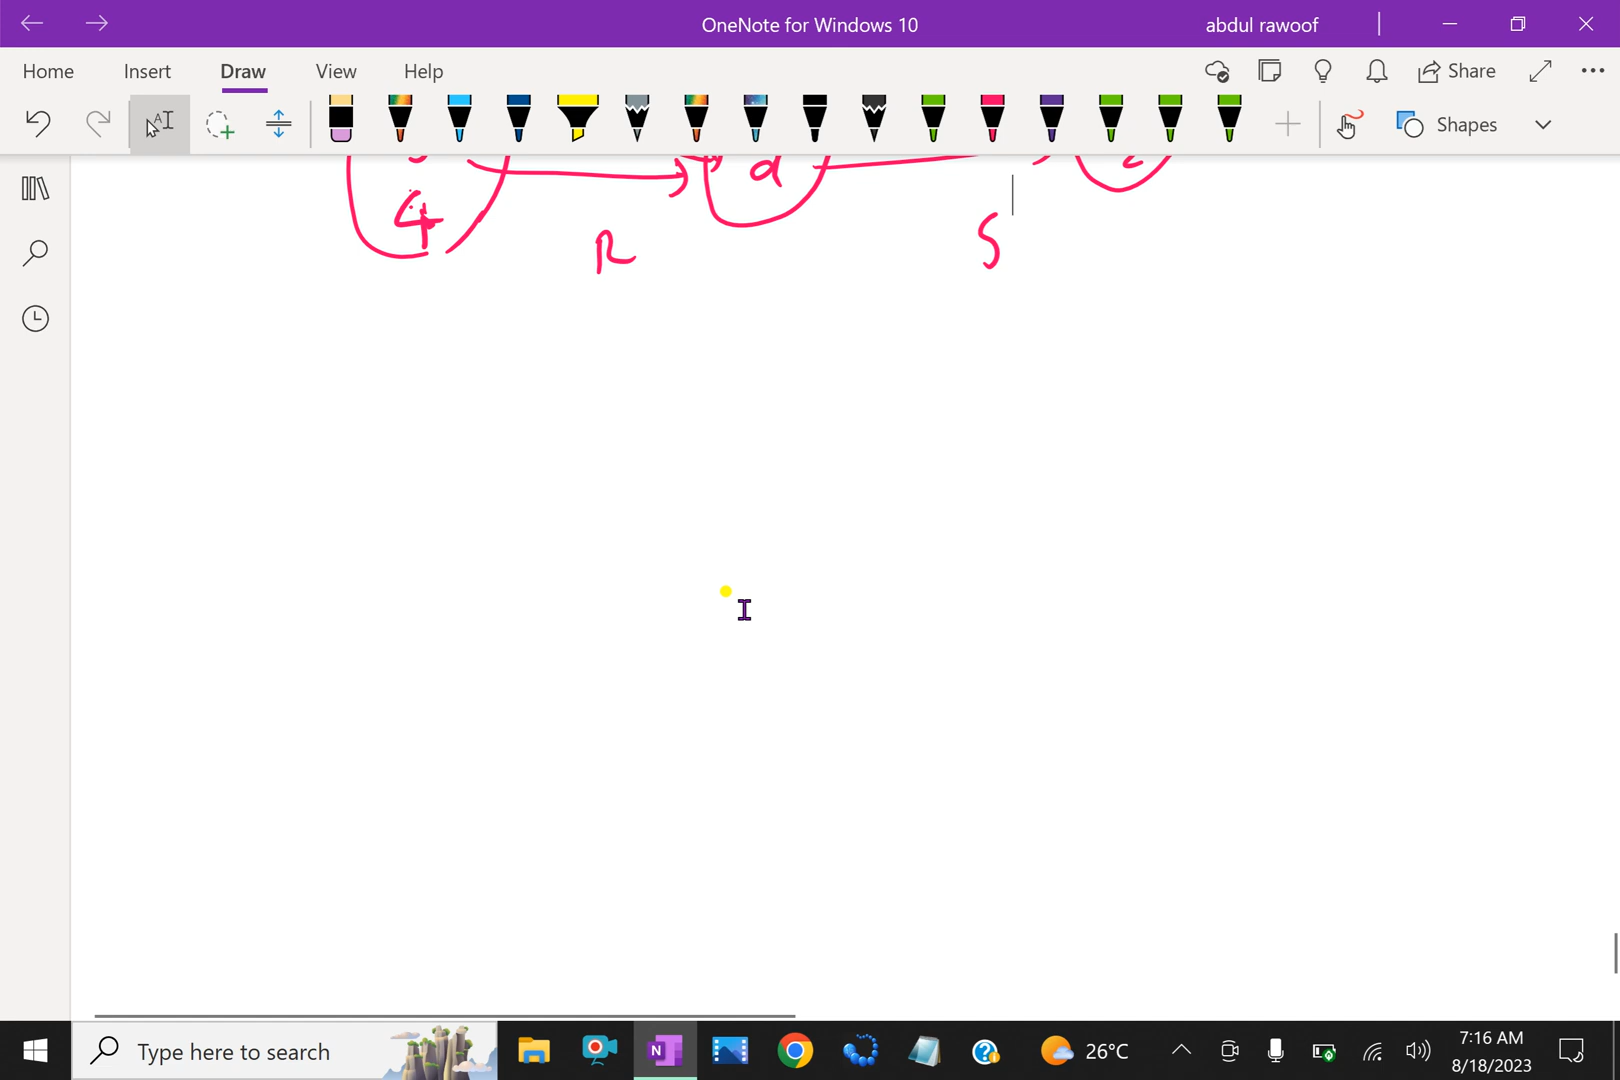 OneNote for Windows 10
abdul rawoof
Home Insert Draw View Help
Share
Shapes
d
4
R
S
Type here to search
26°C
7:16 AM
8/18/2023